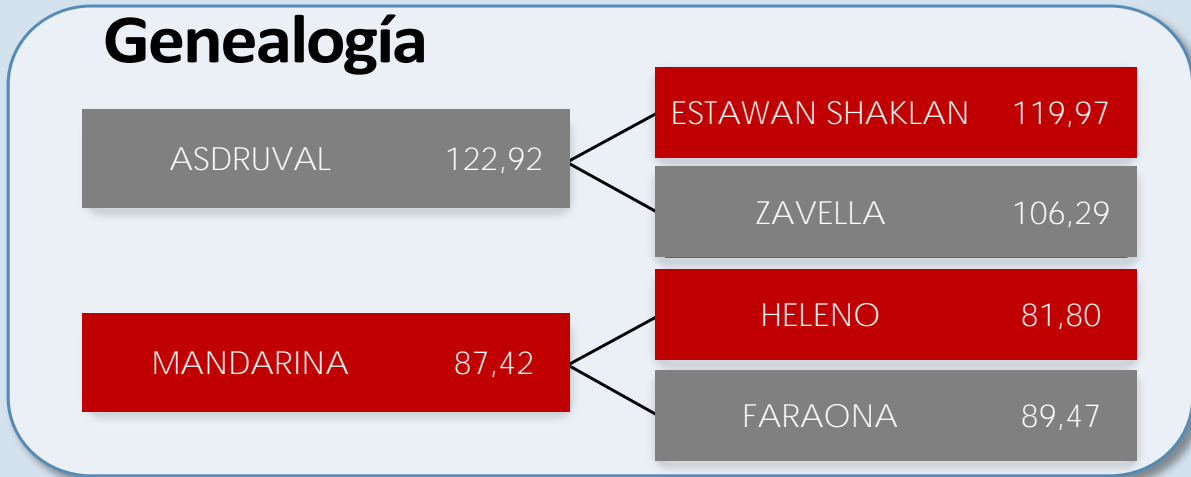 Genealogía
ESTAWAN SHAKLAN 119,97
ASDRUVAL 122,92
ZAVELLA 106,29
HELENO 81,80
MANDARINA 87,42
FARAONA 89,47